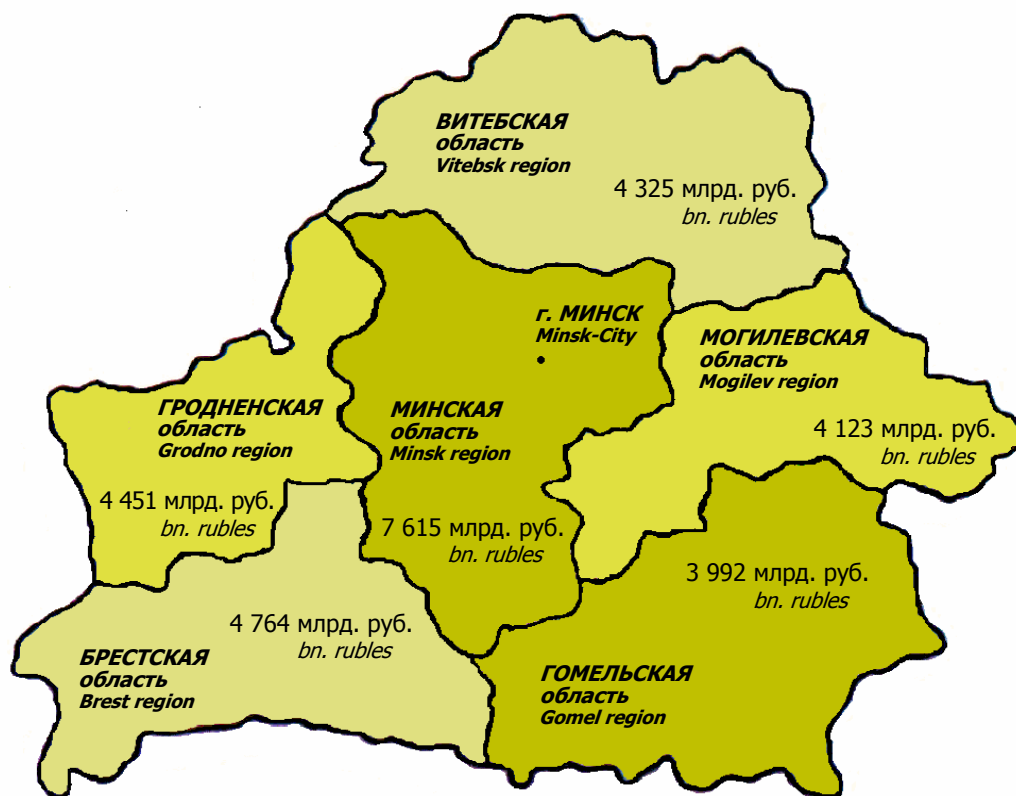 ВИТЕБСКАЯ
область
Vitebsk region
4 325 млрд. руб.
bn. rubles
г. МИНСК
Minsk-City
МОГИЛЕВСКАЯ
область
Mogilev region
4 123 млрд. руб.
bn. rubles
ГРОДНЕНСКАЯ
область
Grodno region
4 451 млрд. руб.
bn. rubles
МИНСКАЯ
область
Minsk region
7 615 млрд. руб.
bn. rubles
3 992 млрд. руб.
bn. rubles
ГОМЕЛЬСКАЯ
область
Gomel region
4 764 млрд. руб.
bn. rubles
БРЕСТСКАЯ
область
Brest region